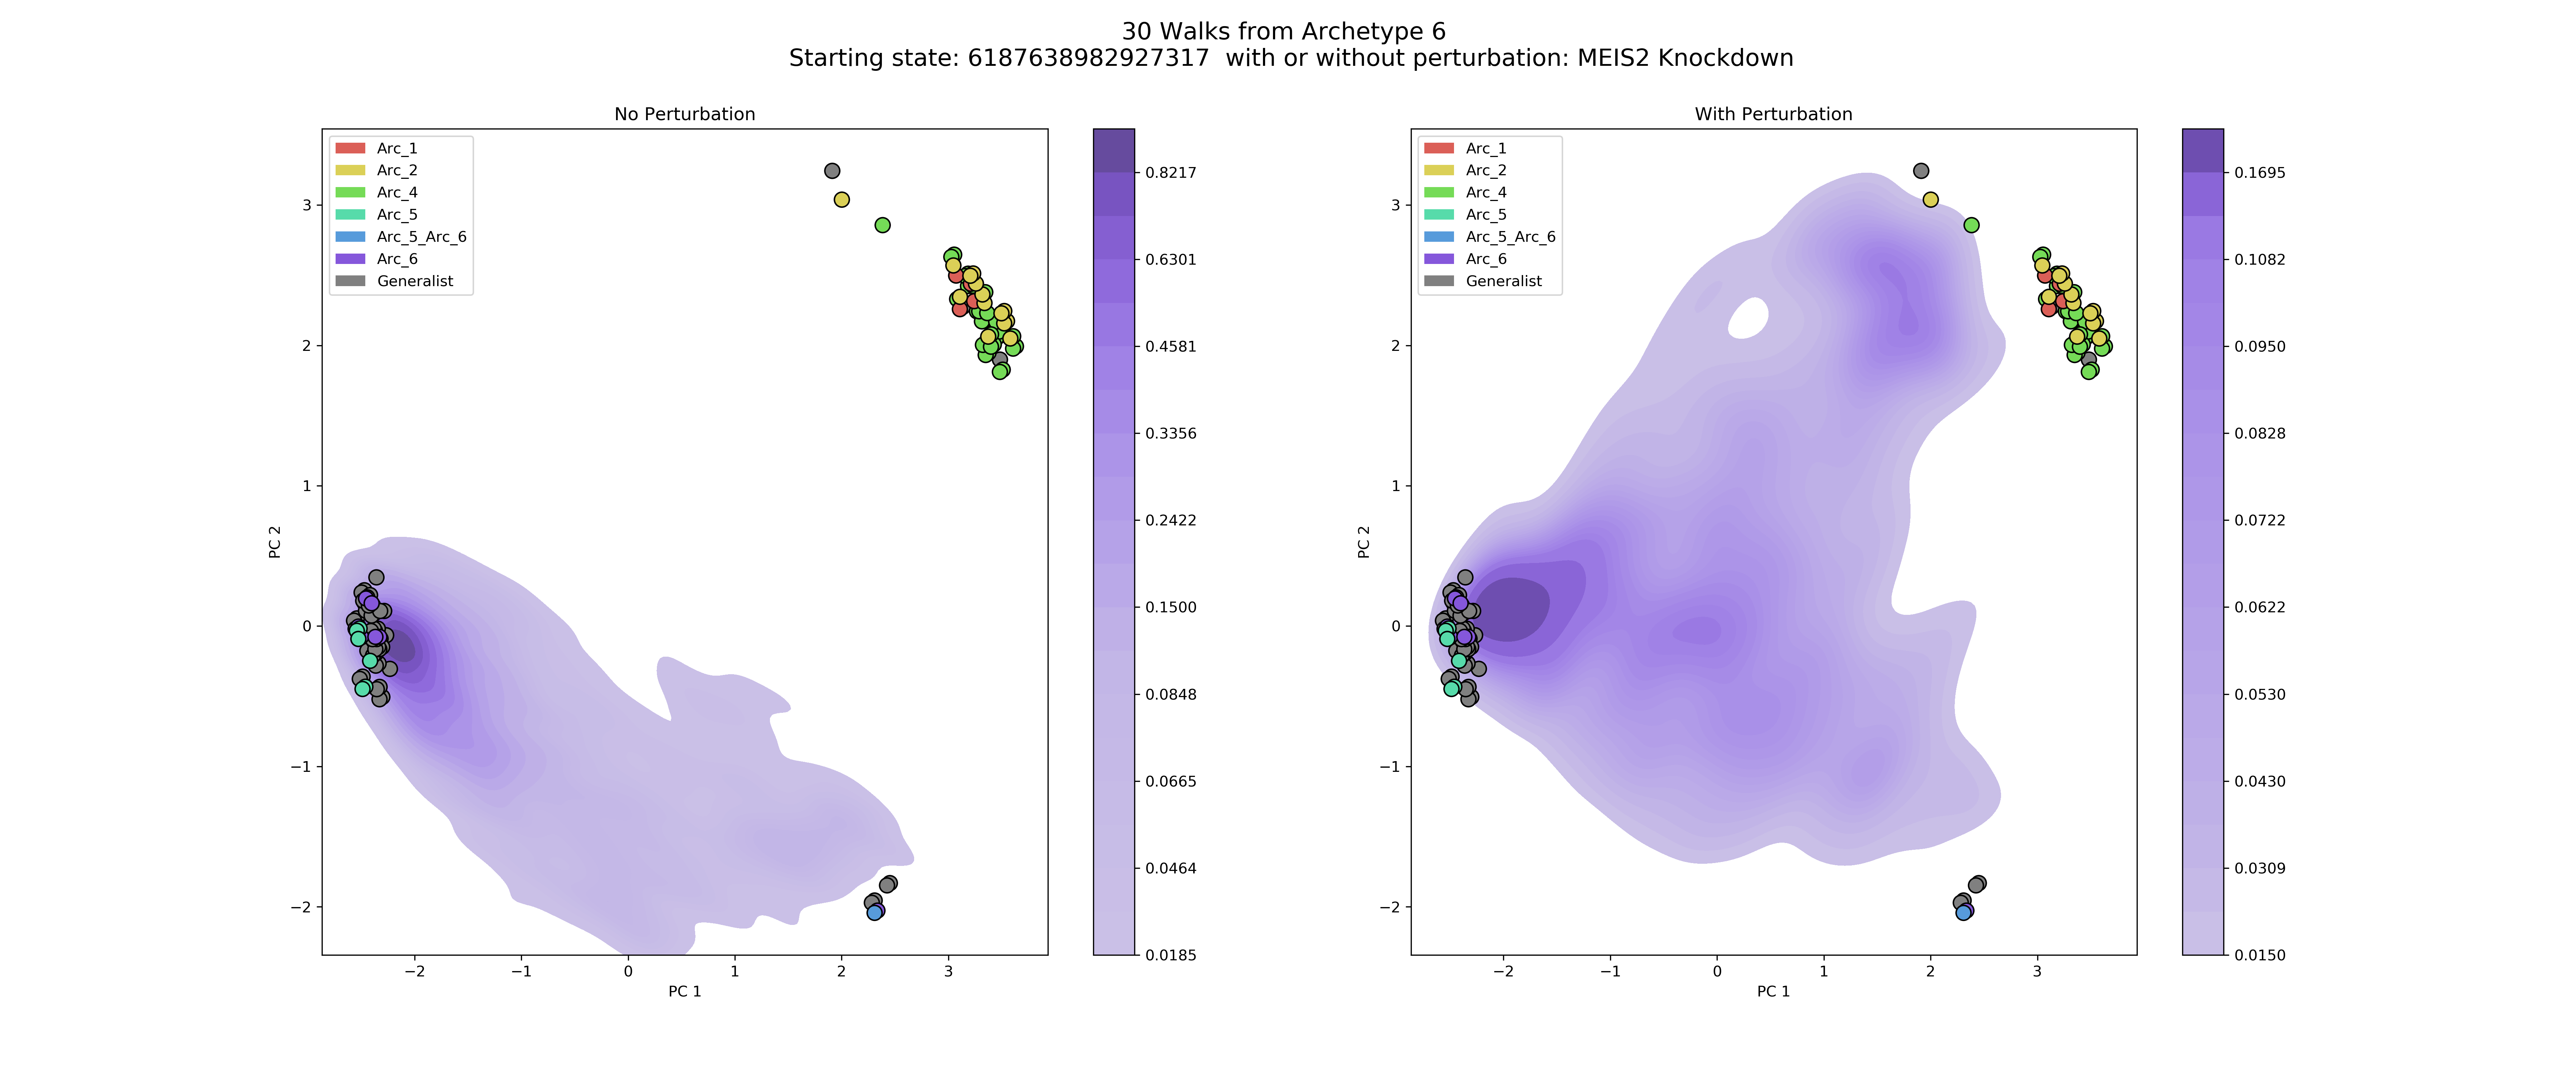 30 Walks from Archetype 6
Starting state: 6187638982927317  with or without perturbation: MEIS2 Knockdown
No Perturbation
Arc_1
Arc_2
Arc_4
Arc_5
Arc_5_Arc_6
Arc_6
Generalist
3
2
1
0
−1
−2
PC 2
−2
−1
0
1
2
3
PC 1
0.8217
0.6301
0.4581
0.3356
0.2422
0.1500
0.0848
0.0665
0.0464
0.0185
With Perturbation
Arc_1
Arc_2
Arc_4
Arc_5
Arc_5_Arc_6
Arc_6
Generalist
3
2
1
0
−1
−2
PC 2
−2
−1
0
1
2
3
PC 1
0.1695
0.1082
0.0950
0.0828
0.0722
0.0622
0.0530
0.0430
0.0309
0.0150